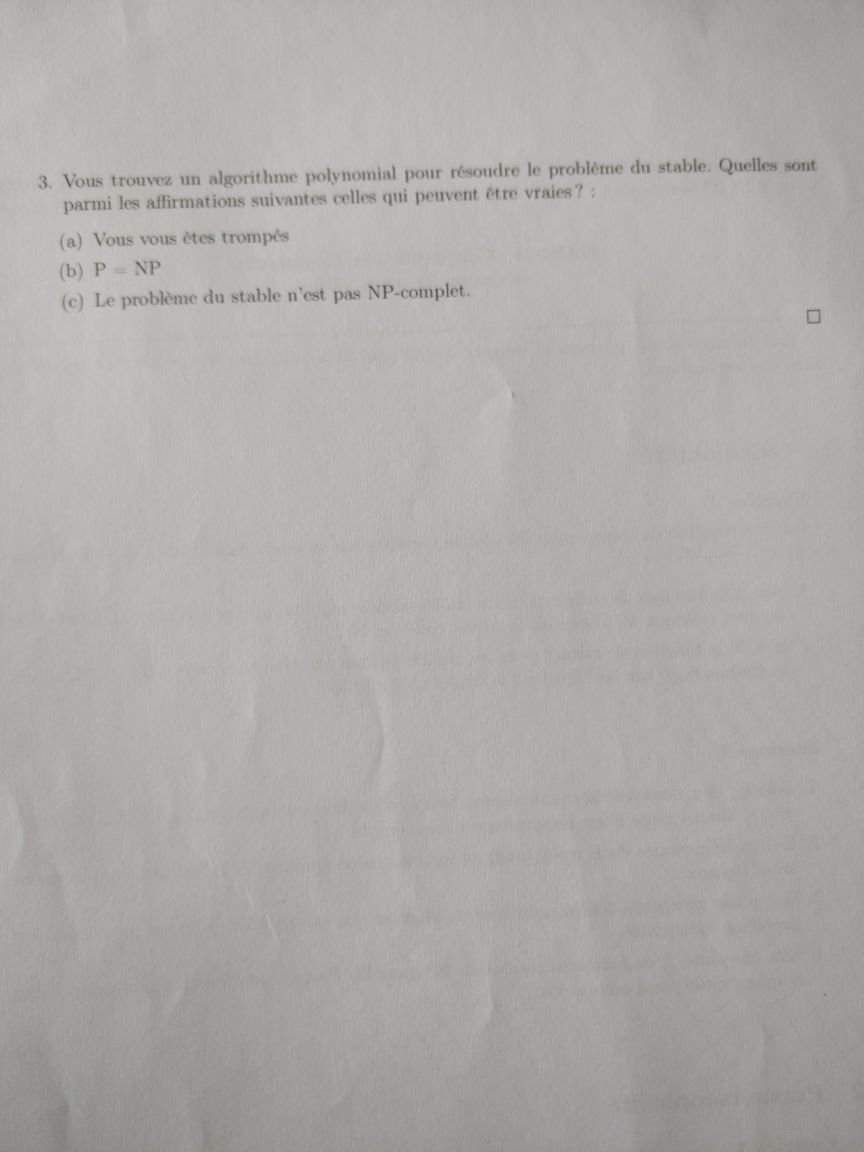 3. Vous trouvez un algorithme polynomial pour résoudre le problème du stable. Quelles sont
parmi les affirmations suivantes celles qui peuvent être vraies ? :
(a) Vous vous êtes trompés
(b) P = NP
(c) Le problème du stable n'est pas NP-complet.
□